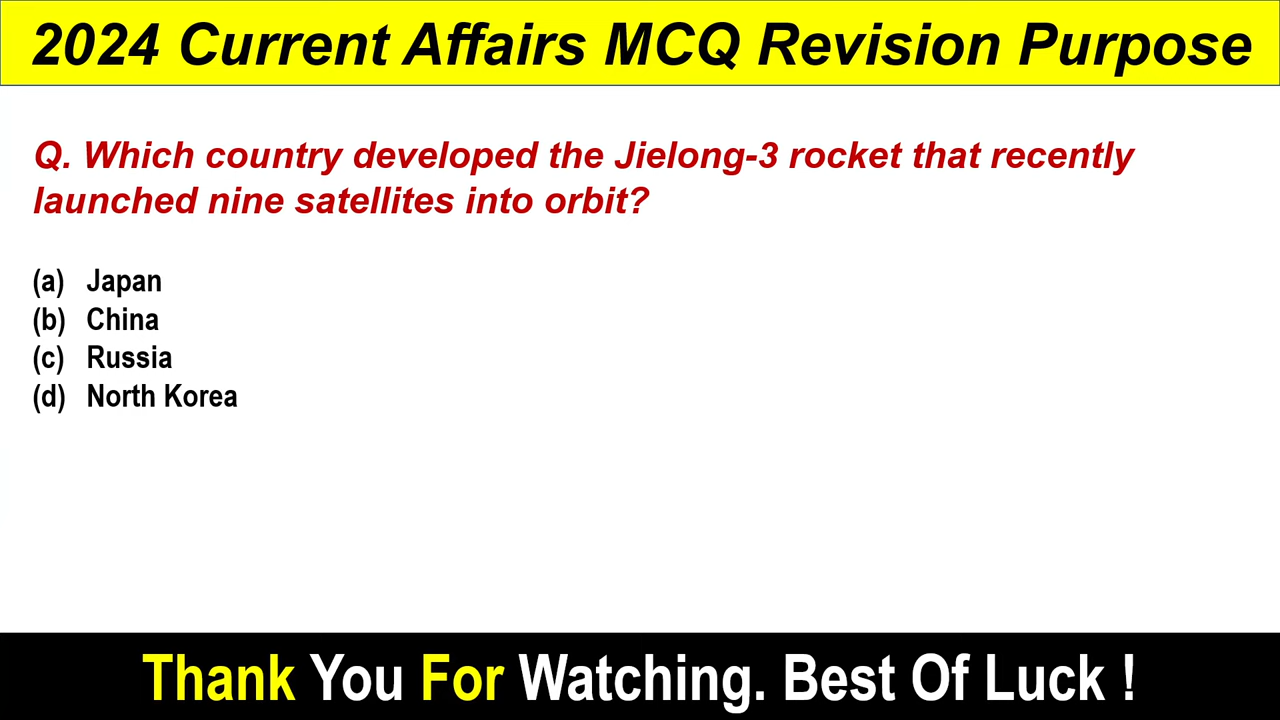 2024 Current Affairs MCQ Revision Purpose
Q. Which country developed the Jielong-3 rocket that recently
launched nine satellites into orbit?
(a) Japan
(b) China
(c) Russia
(d) North Korea
Thank You For Watching. Best Of Luck !